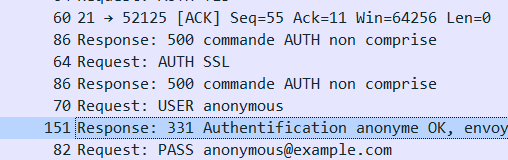 60 21 → 52125 [ACK] Seq=55 Ack=11 Win=64256 Len=0
86 Response: 500 commande AUTH non comprise
64 Request: AUTH SSL
86 Response: 500 commande AUTH non comprise
70 Request: USER anonymous
151 Response: 331 Authentification anonyme OK, envoy
82 Request: PASS anonymous@example.com